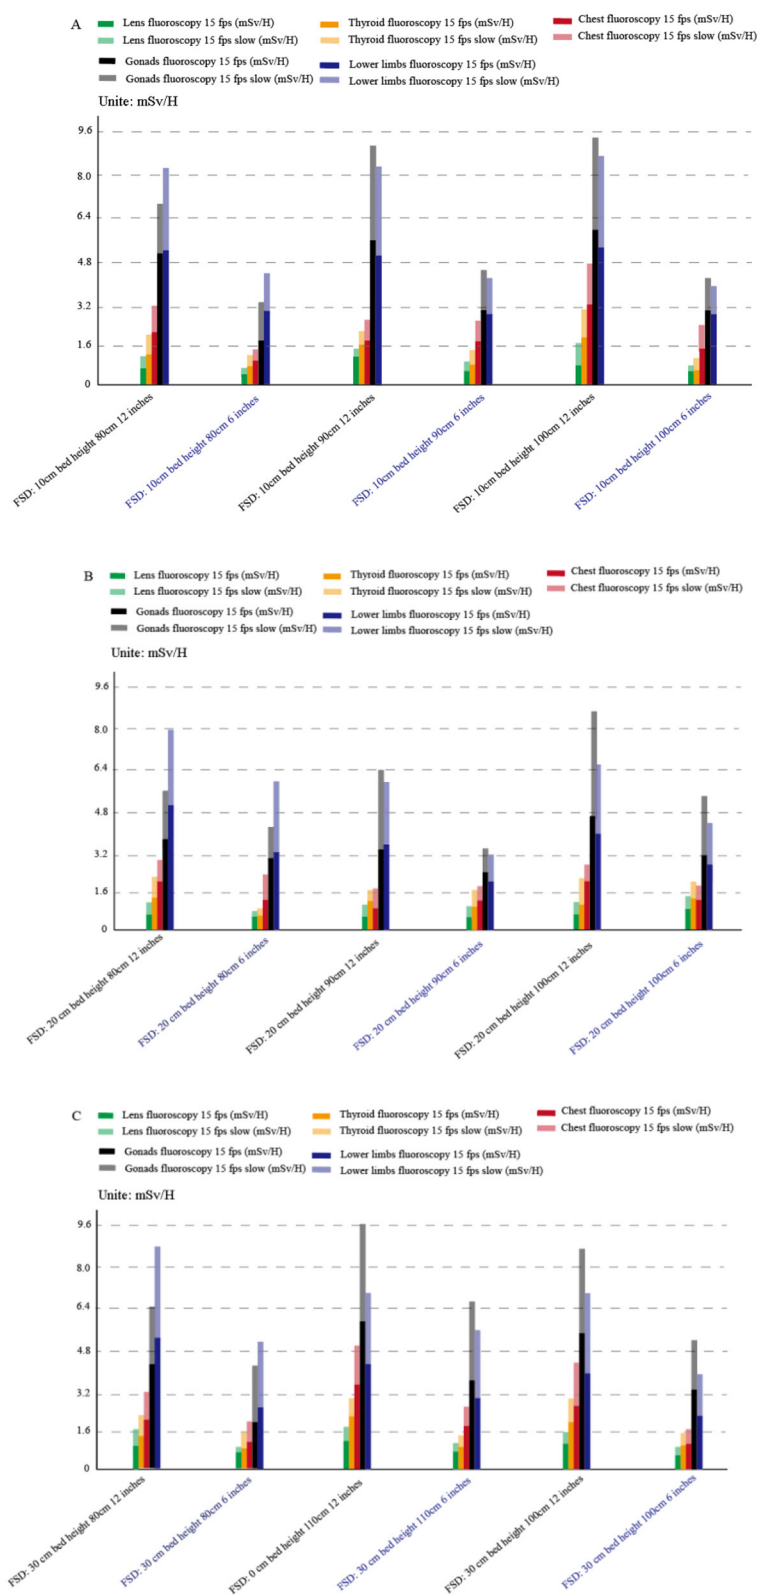 A
Lens fluoroscopy 15 fps (mSv/H)
Thyroid fluoroscopy 15 fps (mSv/H)
Chest fluoroscopy 15 fps (mSv/H)
Lens fluoroscopy 15 fps slow (mSv/H)
Thyroid fluoroscopy 15 fps slow (mSv/H)
Chest fluoroscopy 15 fps slow (mSv/H)
Gonads fluoroscopy 15 fps (mSv/H)
Lower limbs fluoroscopy 15 fps (mSv/H)
Gonads fluoroscopy 15 fps slow (mSv/H)
Lower limbs fluoroscopy 15 fps slow (mSv/H)
Unite: mSv/H
9.6
8.0
6.4
4.8
3.2
1.6
0
FSD: 10cm bed height 80cm 12 inches
FSD: 10cm bed height 80cm 6 inches
FSD: 10cm bed height 90cm 12 inches
FSD: 10cm bed height 90cm 6 inches
FSD: 10cm bed height 100cm 12 inches
FSD: 10cm bed height 100cm 6 inches
B
Lens fluoroscopy 15 fps (mSv/H)
Thyroid fluoroscopy 15 fps (mSv/H)
Chest fluoroscopy 15 fps (mSv/H)
Lens fluoroscopy 15 fps slow (mSv/H)
Thyroid fluoroscopy 15 fps slow (mSv/H)
Chest fluoroscopy 15 fps slow (mSv/H)
Gonads fluoroscopy 15 fps (mSv/H)
Lower limbs fluoroscopy 15 fps (mSv/H)
Gonads fluoroscopy 15 fps slow (mSv/H)
Lower limbs fluoroscopy 15 fps slow (mSv/H)
Unite: mSv/H
9.6
8.0
6.4
4.8
3.2
1.6
0
FSD: 20 cm bed height 80cm 12 inches
FSD: 20 cm bed height 80cm 6 inches
FSD: 20 cm bed height 90cm 12 inches
FSD: 20 cm bed height 90cm 6 inches
FSD: 20 cm bed height 100cm 12 inches
FSD: 20 cm bed height 100cm 6 inches
C
Lens fluoroscopy 15 fps (mSv/H)
Thyroid fluoroscopy 15 fps (mSv/H)
Chest fluoroscopy 15 fps (mSv/H)
Lens fluoroscopy 15 fps slow (mSv/H)
Thyroid fluoroscopy 15 fps slow (mSv/H)
Chest fluoroscopy 15 fps slow (mSv/H)
Gonads fluoroscopy 15 fps (mSv/H)
Lower limbs fluoroscopy 15 fps (mSv/H)
Gonads fluoroscopy 15 fps slow (mSv/H)
Lower limbs fluoroscopy 15 fps slow (mSv/H)
Unite: mSv/H
9.6
8.0
6.4
4.8
3.2
1.6
0
FSD: 30 cm bed height 80cm 12 inches
FSD: 30 cm bed height 80cm 6 inches
FSD: 0 cm bed height 110cm 12 inches
FSD: 30 cm bed height 110cm 6 inches
FSD: 30 cm bed height 100cm 12 inches
FSD: 30 cm bed height 100cm 6 inches